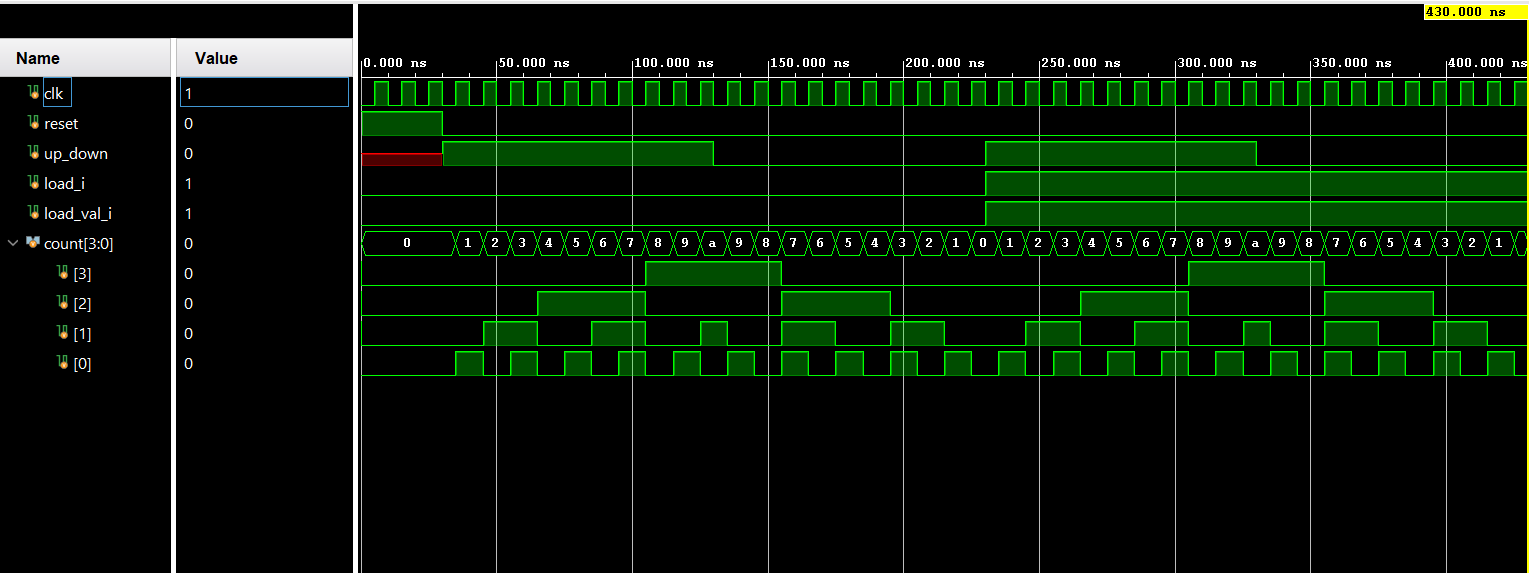 430.000 ns
Name Value
0.000 ns 50.000 ns 100.000 ns 150.000 ns 200.000 ns 250.000 ns 300.000 ns 350.000 ns 400.000 ns
clk 1
reset 0
up_down 0
load_i 1
load_val_i 1
count[3:0] 0 0 1 2 3 4 5 6 7 8 9 a 9 8 7 6 5 4 3 2 1 0 1 2 3 4 5 6 7 8 9 a 9 8 7 6 5 4 3 2 1
[3] 0
[2] 0
[1] 0
[0] 0